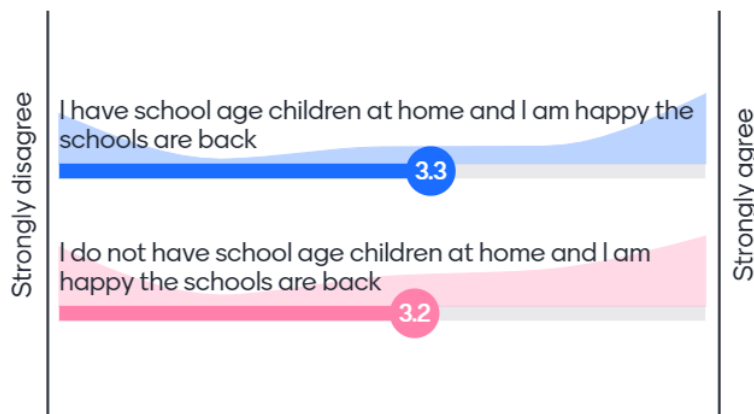 Strongly disagree
I have school age children at home and I am happy the
schools are back
3.3
I do not have school age children at home and I am
happy the schools are back
3.2
Strongly agree